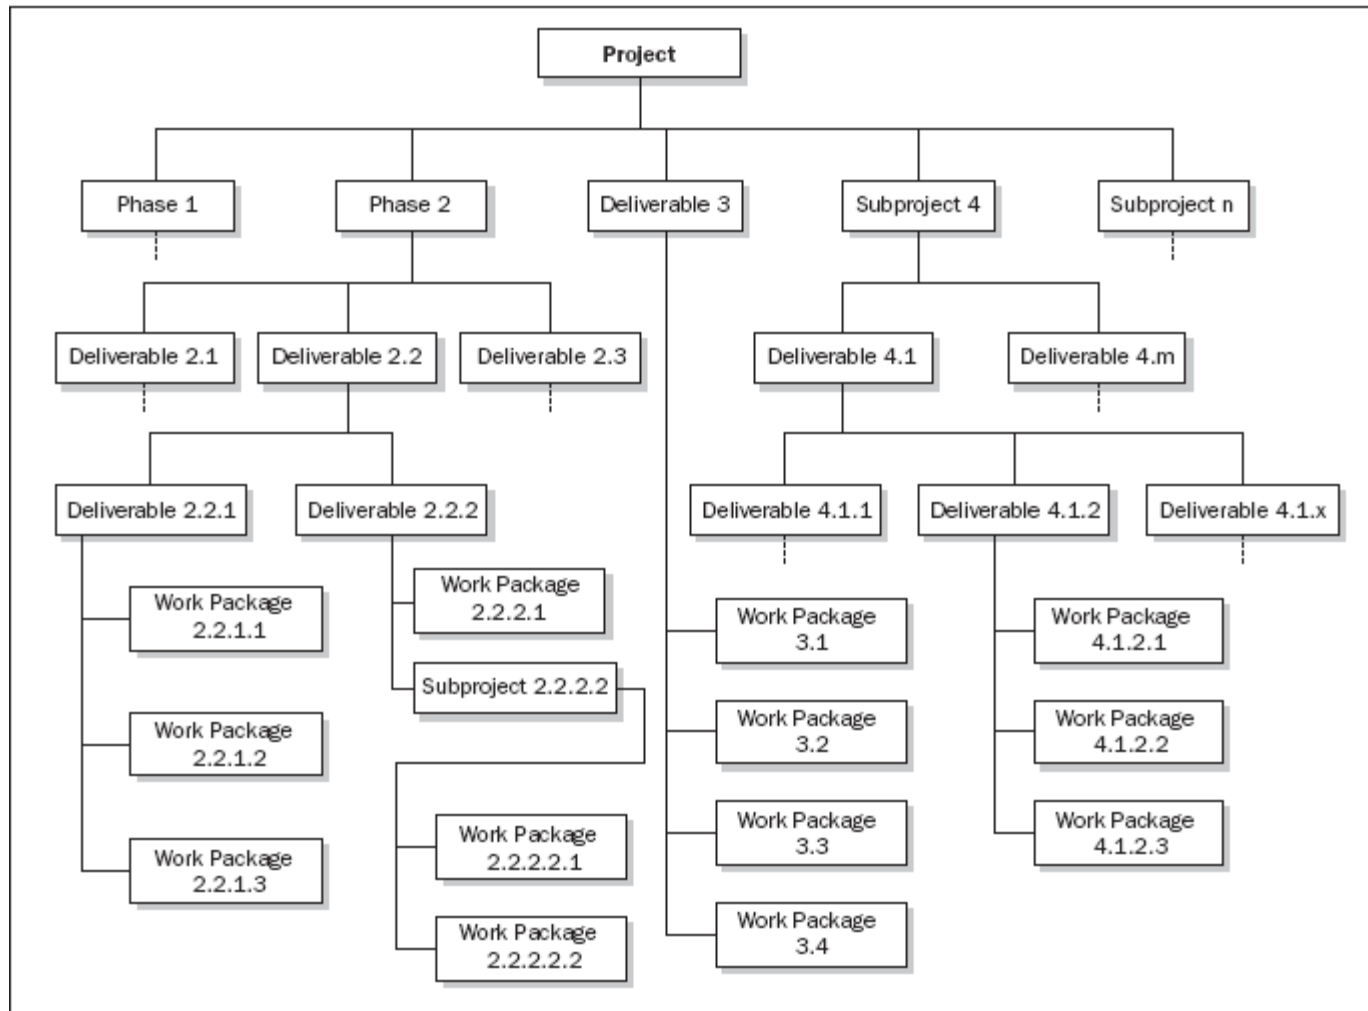 Project
Phase 1
Phase 2
Deliverable 3
Subproject 4
Subproject n
Deliverable 2.1
Deliverable 2.2
Deliverable 2.3
Deliverable 4.1
Deliverable 4.m
Deliverable 2.2.1
Deliverable 2.2.2
Deliverable 4.1.1
Deliverable 4.1.2
Deliverable 4.1.x
Work Package
2.2.1.1
Work Package
2.2.1.2
Work Package
2.2.1.3
Work Package
2.2.2.1
Subproject 2.2.2.2
Work Package
2.2.2.2.1
Work Package
2.2.2.2.2
Work Package
3.1
Work Package
3.2
Work Package
3.3
Work Package
3.4
Work Package
4.1.2.1
Work Package
4.1.2.2
Work Package
4.1.2.3